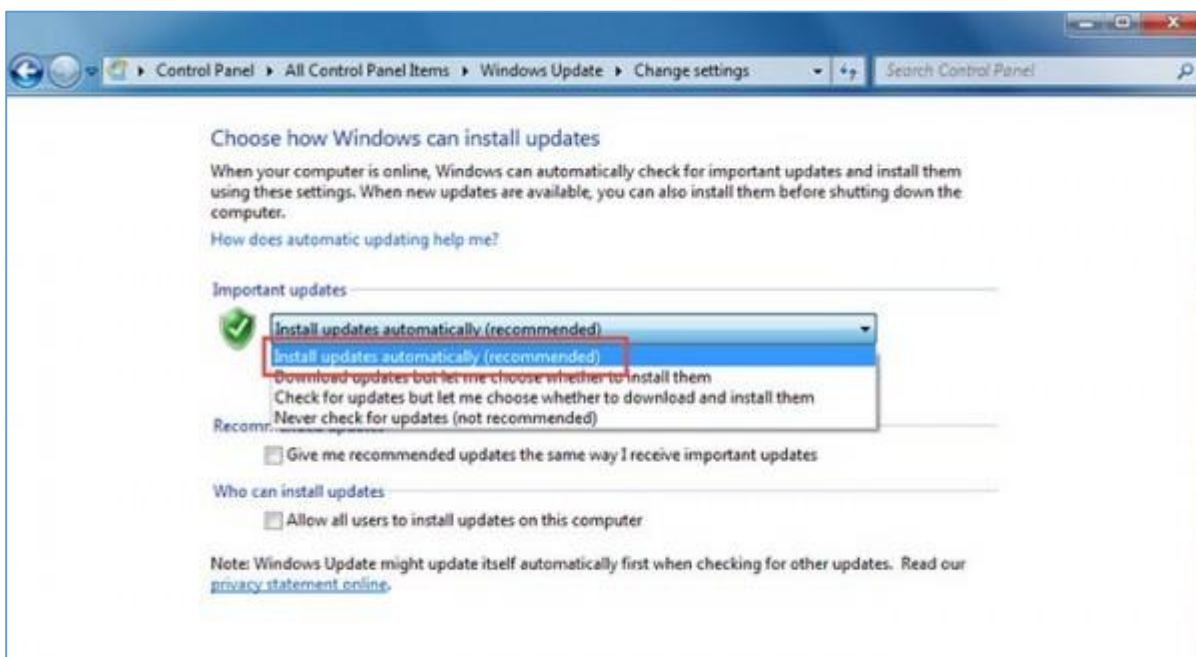 Control Panel ▸ All Control Panel Items ▸ Windows Update ▸ Change settings
Search Control Panel
Choose how Windows can install updates
When your computer is online, Windows can automatically check for important updates and install them
using these settings. When new updates are available, you can also install them before shutting down the
computer.
How does automatic updating help me?
Important updates
Install updates automatically (recommended)
Install updates automatically (recommended)
Download updates but let me choose whether to install them
Check for updates but let me choose whether to download and install them
Never check for updates (not recommended)
Give me recommended updates the same way I receive important updates
Who can install updates
Allow all users to install updates on this computer
Note: Windows Update might update itself automatically first when checking for other updates. Read our
privacy statement online.